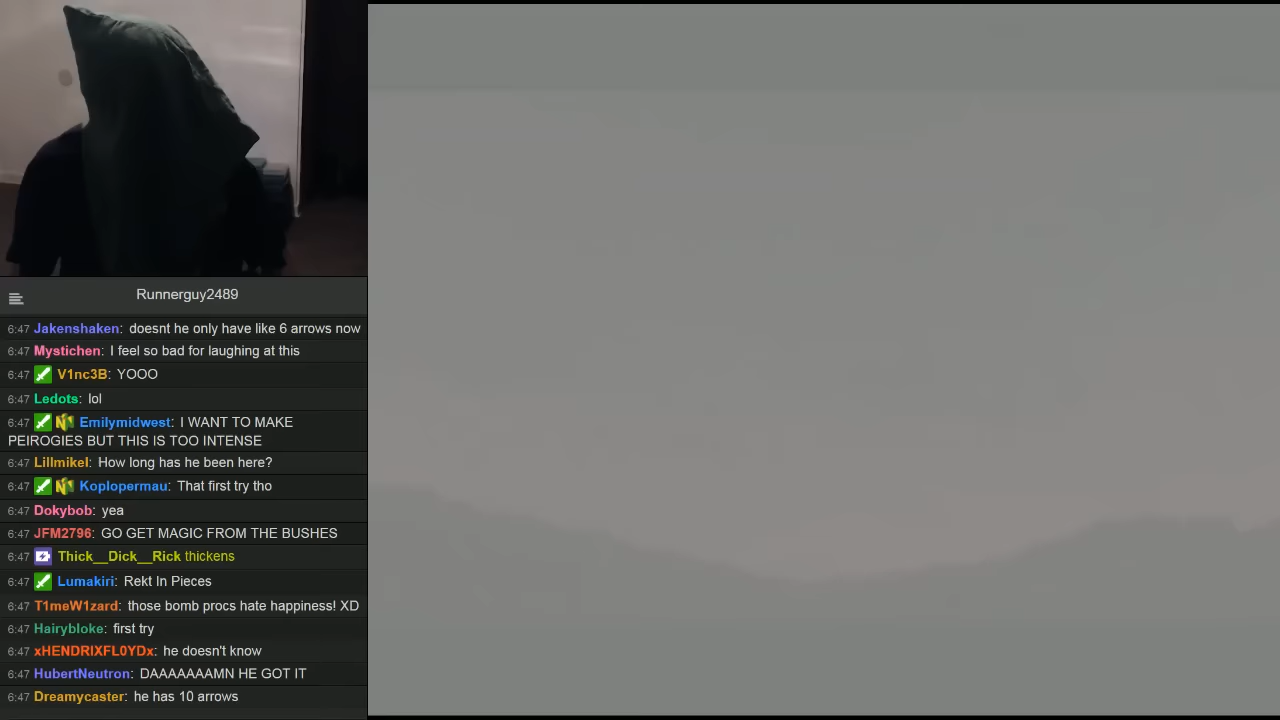 Runnerguy2489
6:47 Jakenshaken: doesnt he only have like 6 arrows now
6:47 Mystichen: I feel so bad for laughing at this
6:47 V1nc3B: YOOO
6:47 Ledots: lol
6:47 Emilymidwest: I WANT TO MAKE
PEIROGIES BUT THIS IS TOO INTENSE
6:47 Lillmikel: How long has he been here?
6:47 Koplopermau: That first try tho
6:47 Dokybob: yea
6:47 JFM2796: GO GET MAGIC FROM THE BUSHES
6:47 Thick__Dick__Rick thickens
6:47 Lumakiri: Rekt In Pieces
6:47 T1meW1zard: those bomb procs hate happiness! XD
6:47 Hairybloke: first try
6:47 xHENDRIXFL0YDx: he doesn't know
6:47 HubertNeutron: DAAAAAAMN HE GOT IT
6:47 Dreamycaster: he has 10 arrows